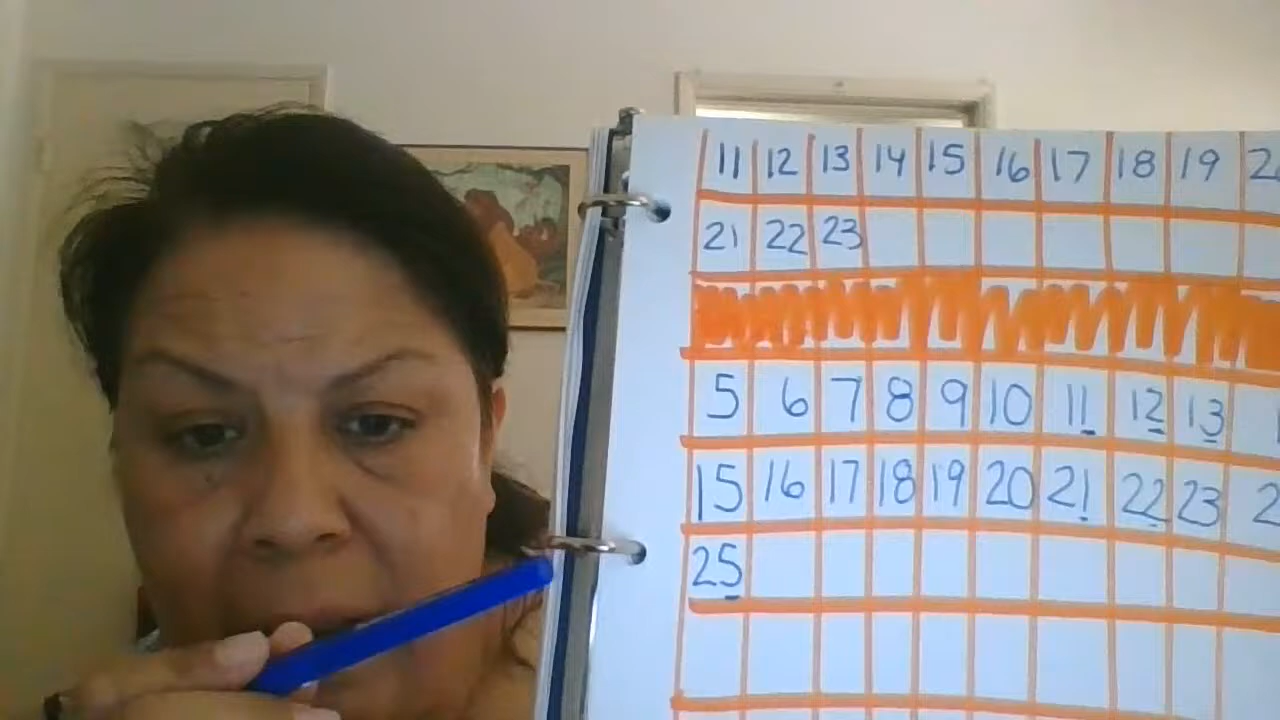 11 12 13 14 15 16 17 18 19
21 22 23
5 6 7 8 9 10 11 12 13
15 16 17 18 19 20 21 22 23
25